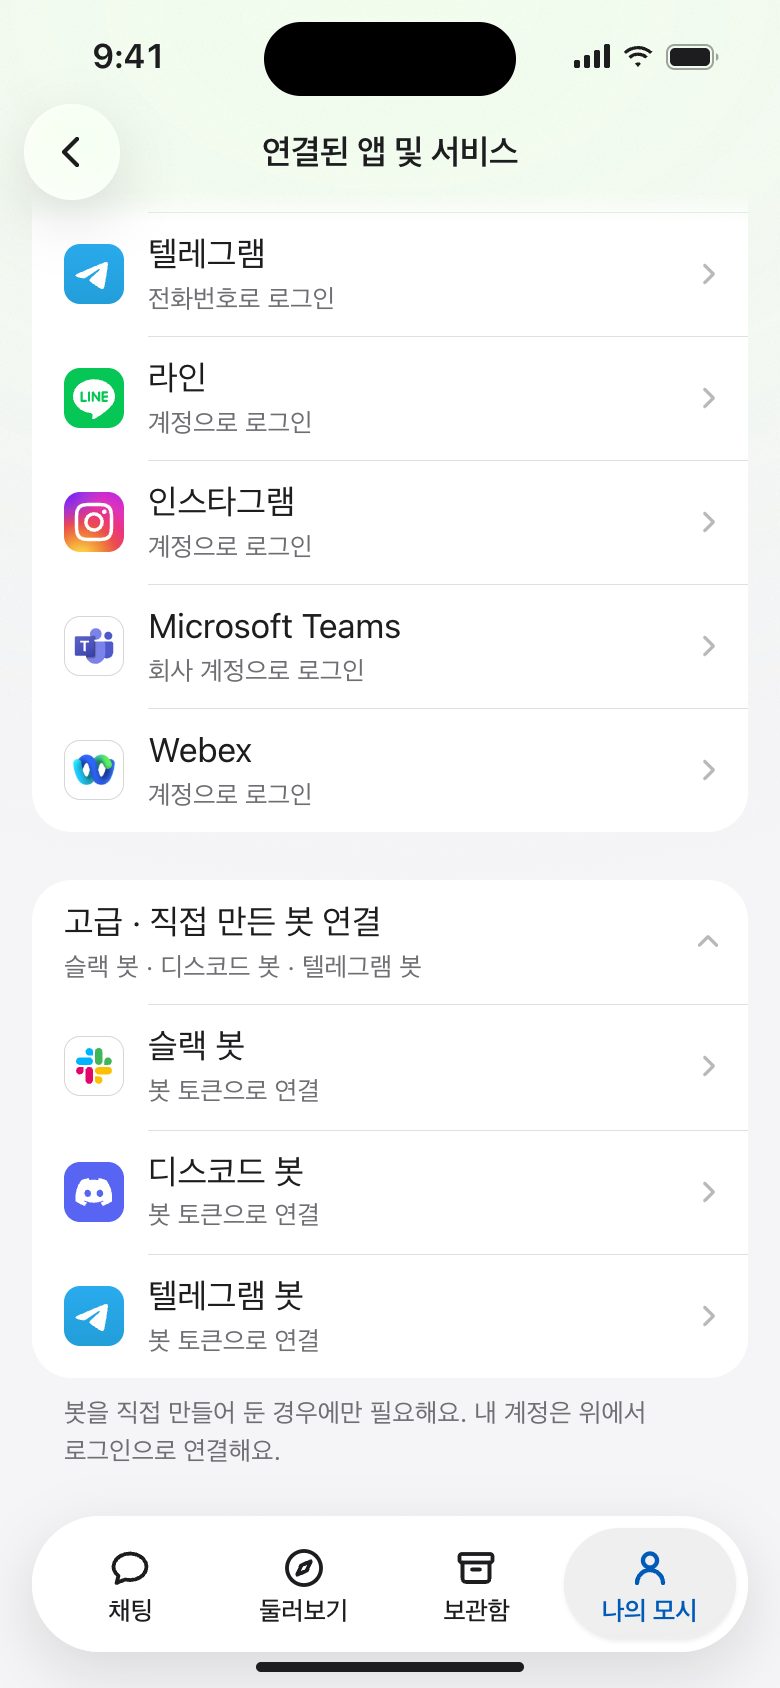 9:41
연결된 앱 및 서비스
텔레그램
전화번호로 로그인
LINE
라인
계정으로 로그인
인스타그램
계정으로 로그인
T
Microsoft Teams
회사 계정으로 로그인
Webex
계정으로 로그인
고급 · 직접 만든 봇 연결
슬랙 봇 · 디스코드 봇 · 텔레그램 봇
슬랙 봇
봇 토큰으로 연결
디스코드 봇
봇 토큰으로 연결
텔레그램 봇
봇 토큰으로 연결
봇을 직접 만들어 둔 경우에만 필요해요. 내 계정은 위에서
로그인으로 연결해요.
채팅
둘러보기
보관함
나의 모시